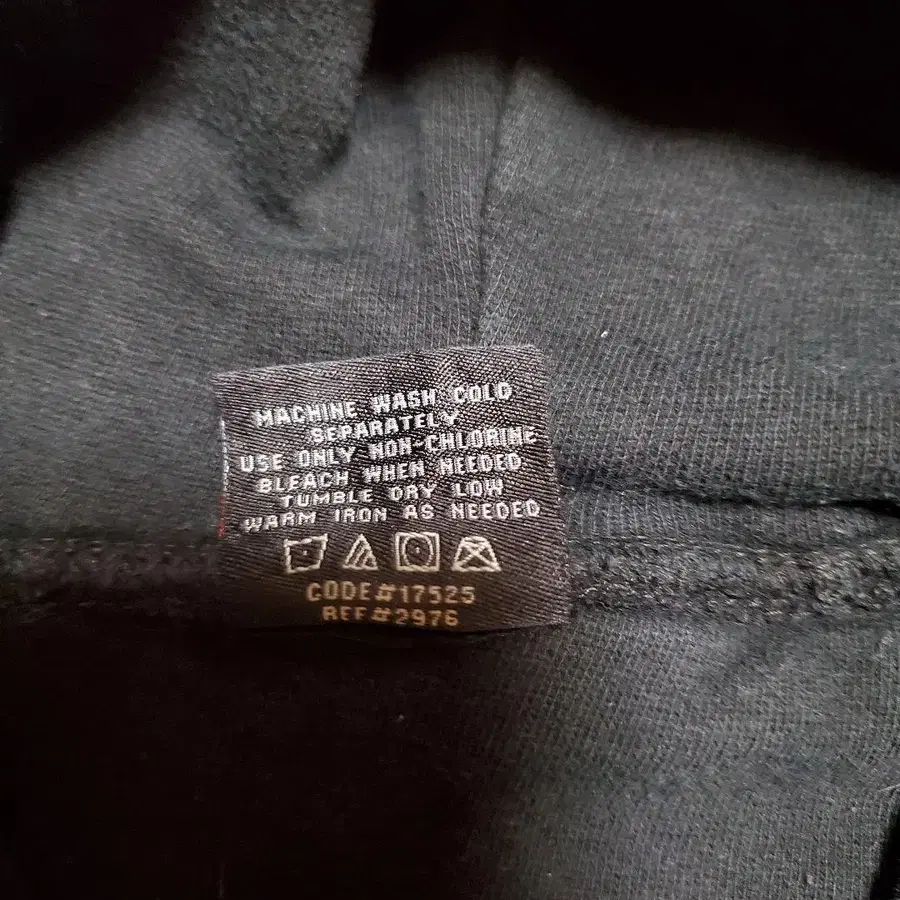 MACHINE WASH COLD
SEPARATELY
USE ONLY NON-CHLORINE
BLEACH WHEN NEEDED
TUMBLE DRY LOW
WARM IRON AS NEEDED
CODE#17525
REF#2976